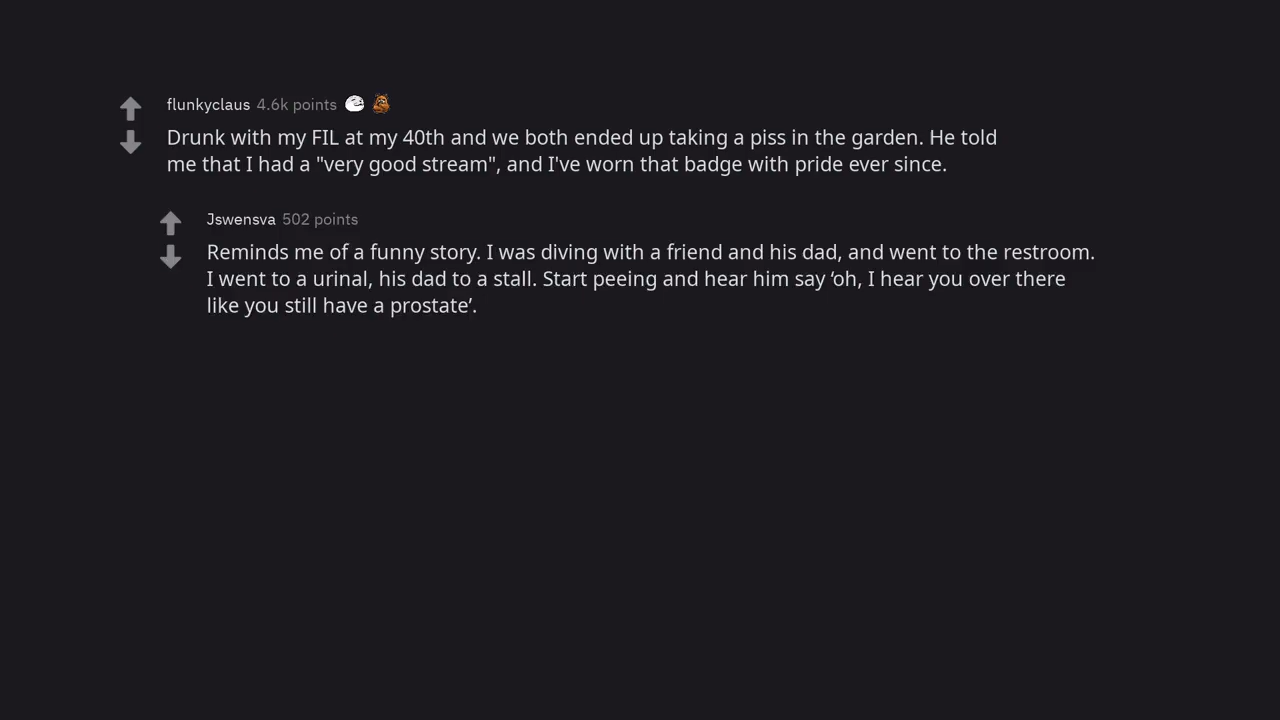 flunkyclaus 4.6k points
Drunk with my FIL at my 40th and we both ended up taking a piss in the garden. He told
me that I had a "very good stream", and I've worn that badge with pride ever since.
Jswensva 502 points
Reminds me of a funny story. I was diving with a friend and his dad, and went to the restroom.
I went to a urinal, his dad to a stall. Start peeing and hear him say ‘oh, I hear you over there
like you still have a prostate’.